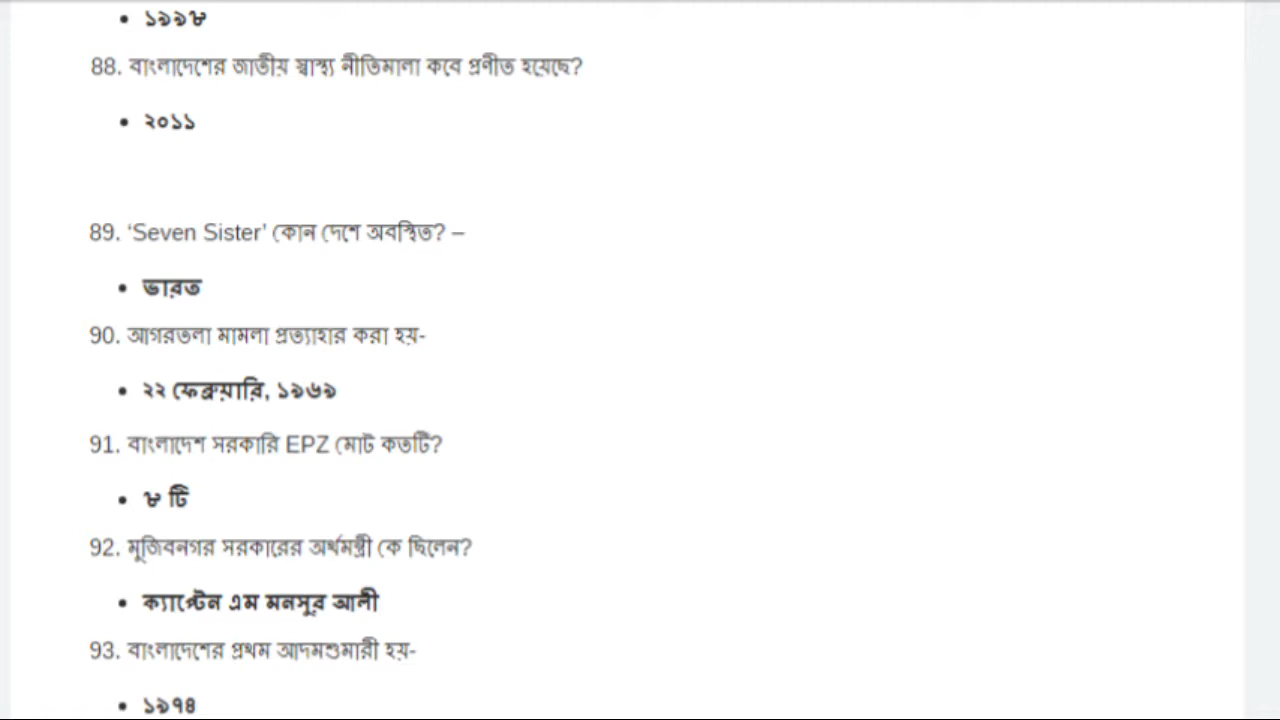 • ১৯৯৮
88. বাংলাদেশের জাতীয় স্বাস্থ্য নীতিমালা কবে প্রণীত হয়েছে?
• ২০১১
89. ‘Seven Sister’ কোন দেশে অবস্থিত? –
• ভারত
90. আগরতলা মামলা প্রত্যাহার করা হয়-
• ২২ ফেব্রুয়ারি, ১৯৬৯
91. বাংলাদেশ সরকারি EPZ মোট কতটি?
• ৮ টি
92. মুজিবনগর সরকারের অর্থমন্ত্রী কে ছিলেন?
• ক্যাপ্টেন এম মনসুর আলী
93. বাংলাদেশের প্রথম আদমশুমারী হয়-
• ১৯৭৪